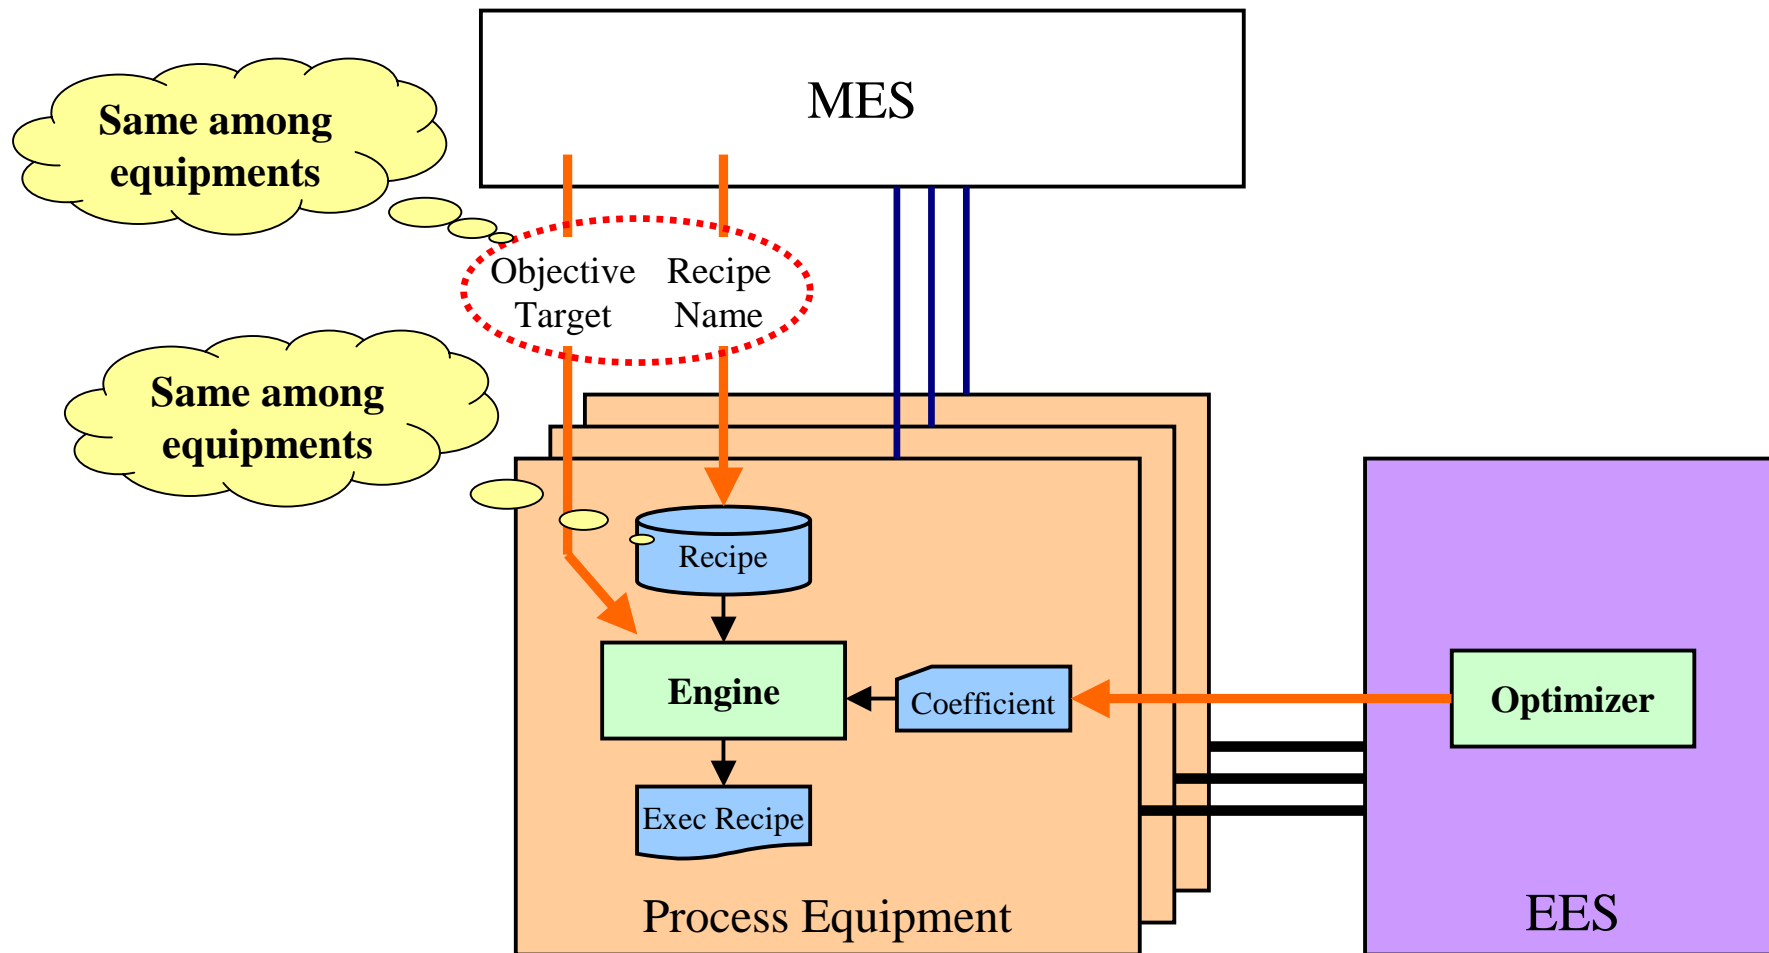 MES
Same among
equipments
Objective
Target
Recipe
Name
Same among
equipments
Recipe
Engine
Coefficient
Optimizer
Exec Recipe
Process Equipment
EES